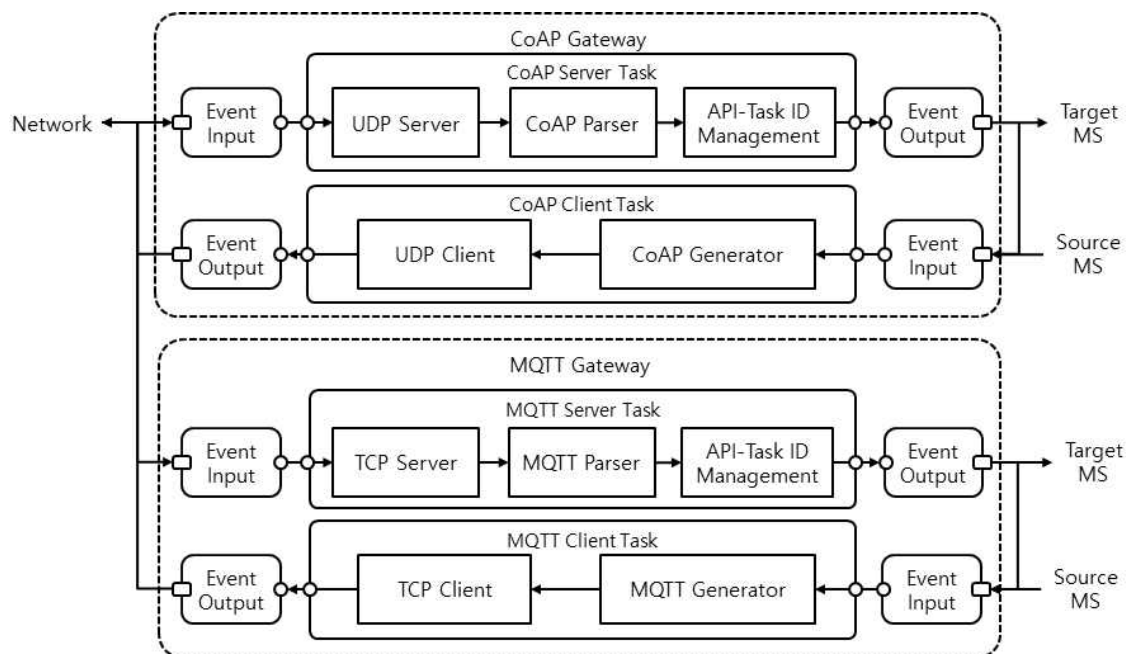 CoAP Gateway
CoAP Server Task
Network
Event
Input
UDP Server
CoAP Parser
API-Task ID
Management
Event
Output
Target
MS
CoAP Client Task
Event
Output
UDP Client
CoAP Generator
Event
Input
Source
MS
MQTT Gateway
MQTT Server Task
Event
Input
TCP Server
MQTT Parser
API-Task ID
Management
Event
Output
Target
MS
MQTT Client Task
Event
Output
TCP Client
MQTT Generator
Event
Input
Source
MS